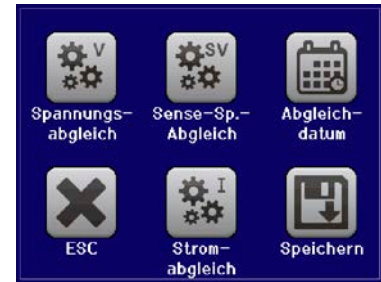 V
SV
Spannungs-
abgleich
Sense-Sp.-
Abgleich
Abgleich-
datum
I
ESC
Strom-
abgleich
Speichern